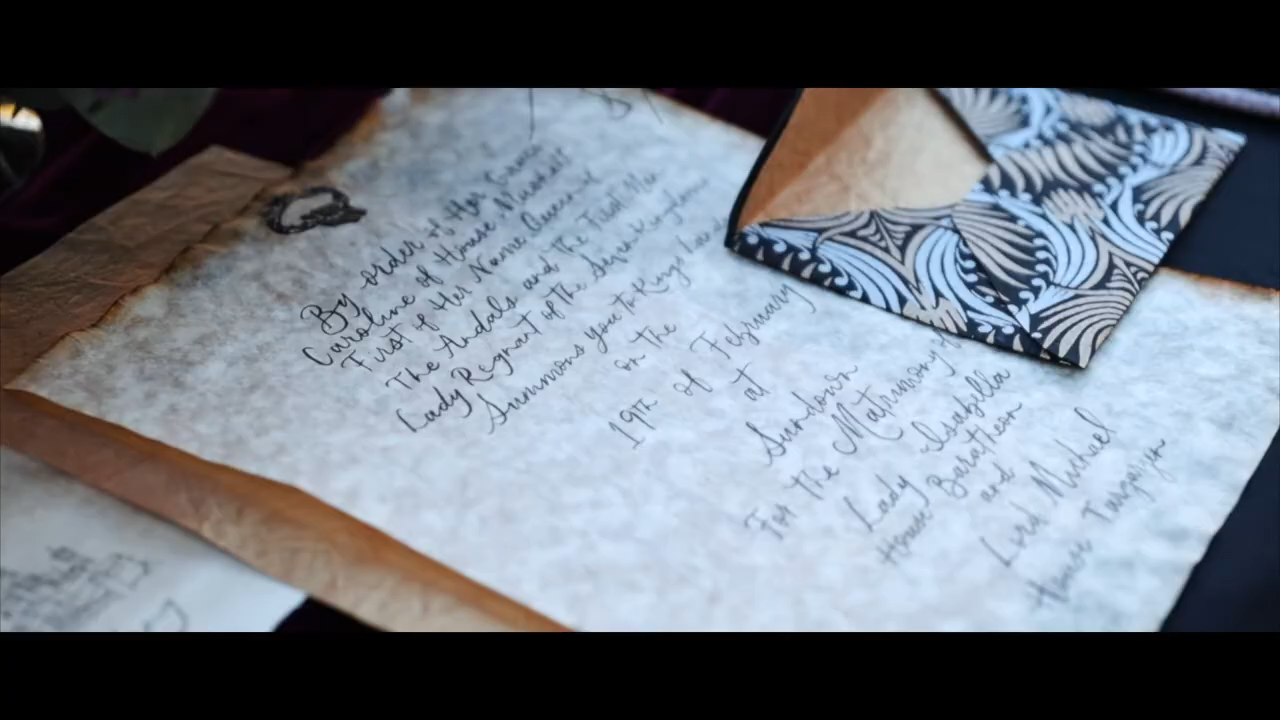 By order of Her Grace
Caroline of House
First of Her Name Queen of
The Andals and The First Men
Lady Regnant of the Seven Kingdoms
Summons you to Kings Landing
on the
19th of February
at
Sundown
For the Matrimony of
Lady Isabella
House Baratheon
and
Lord Michael
House Targaryen